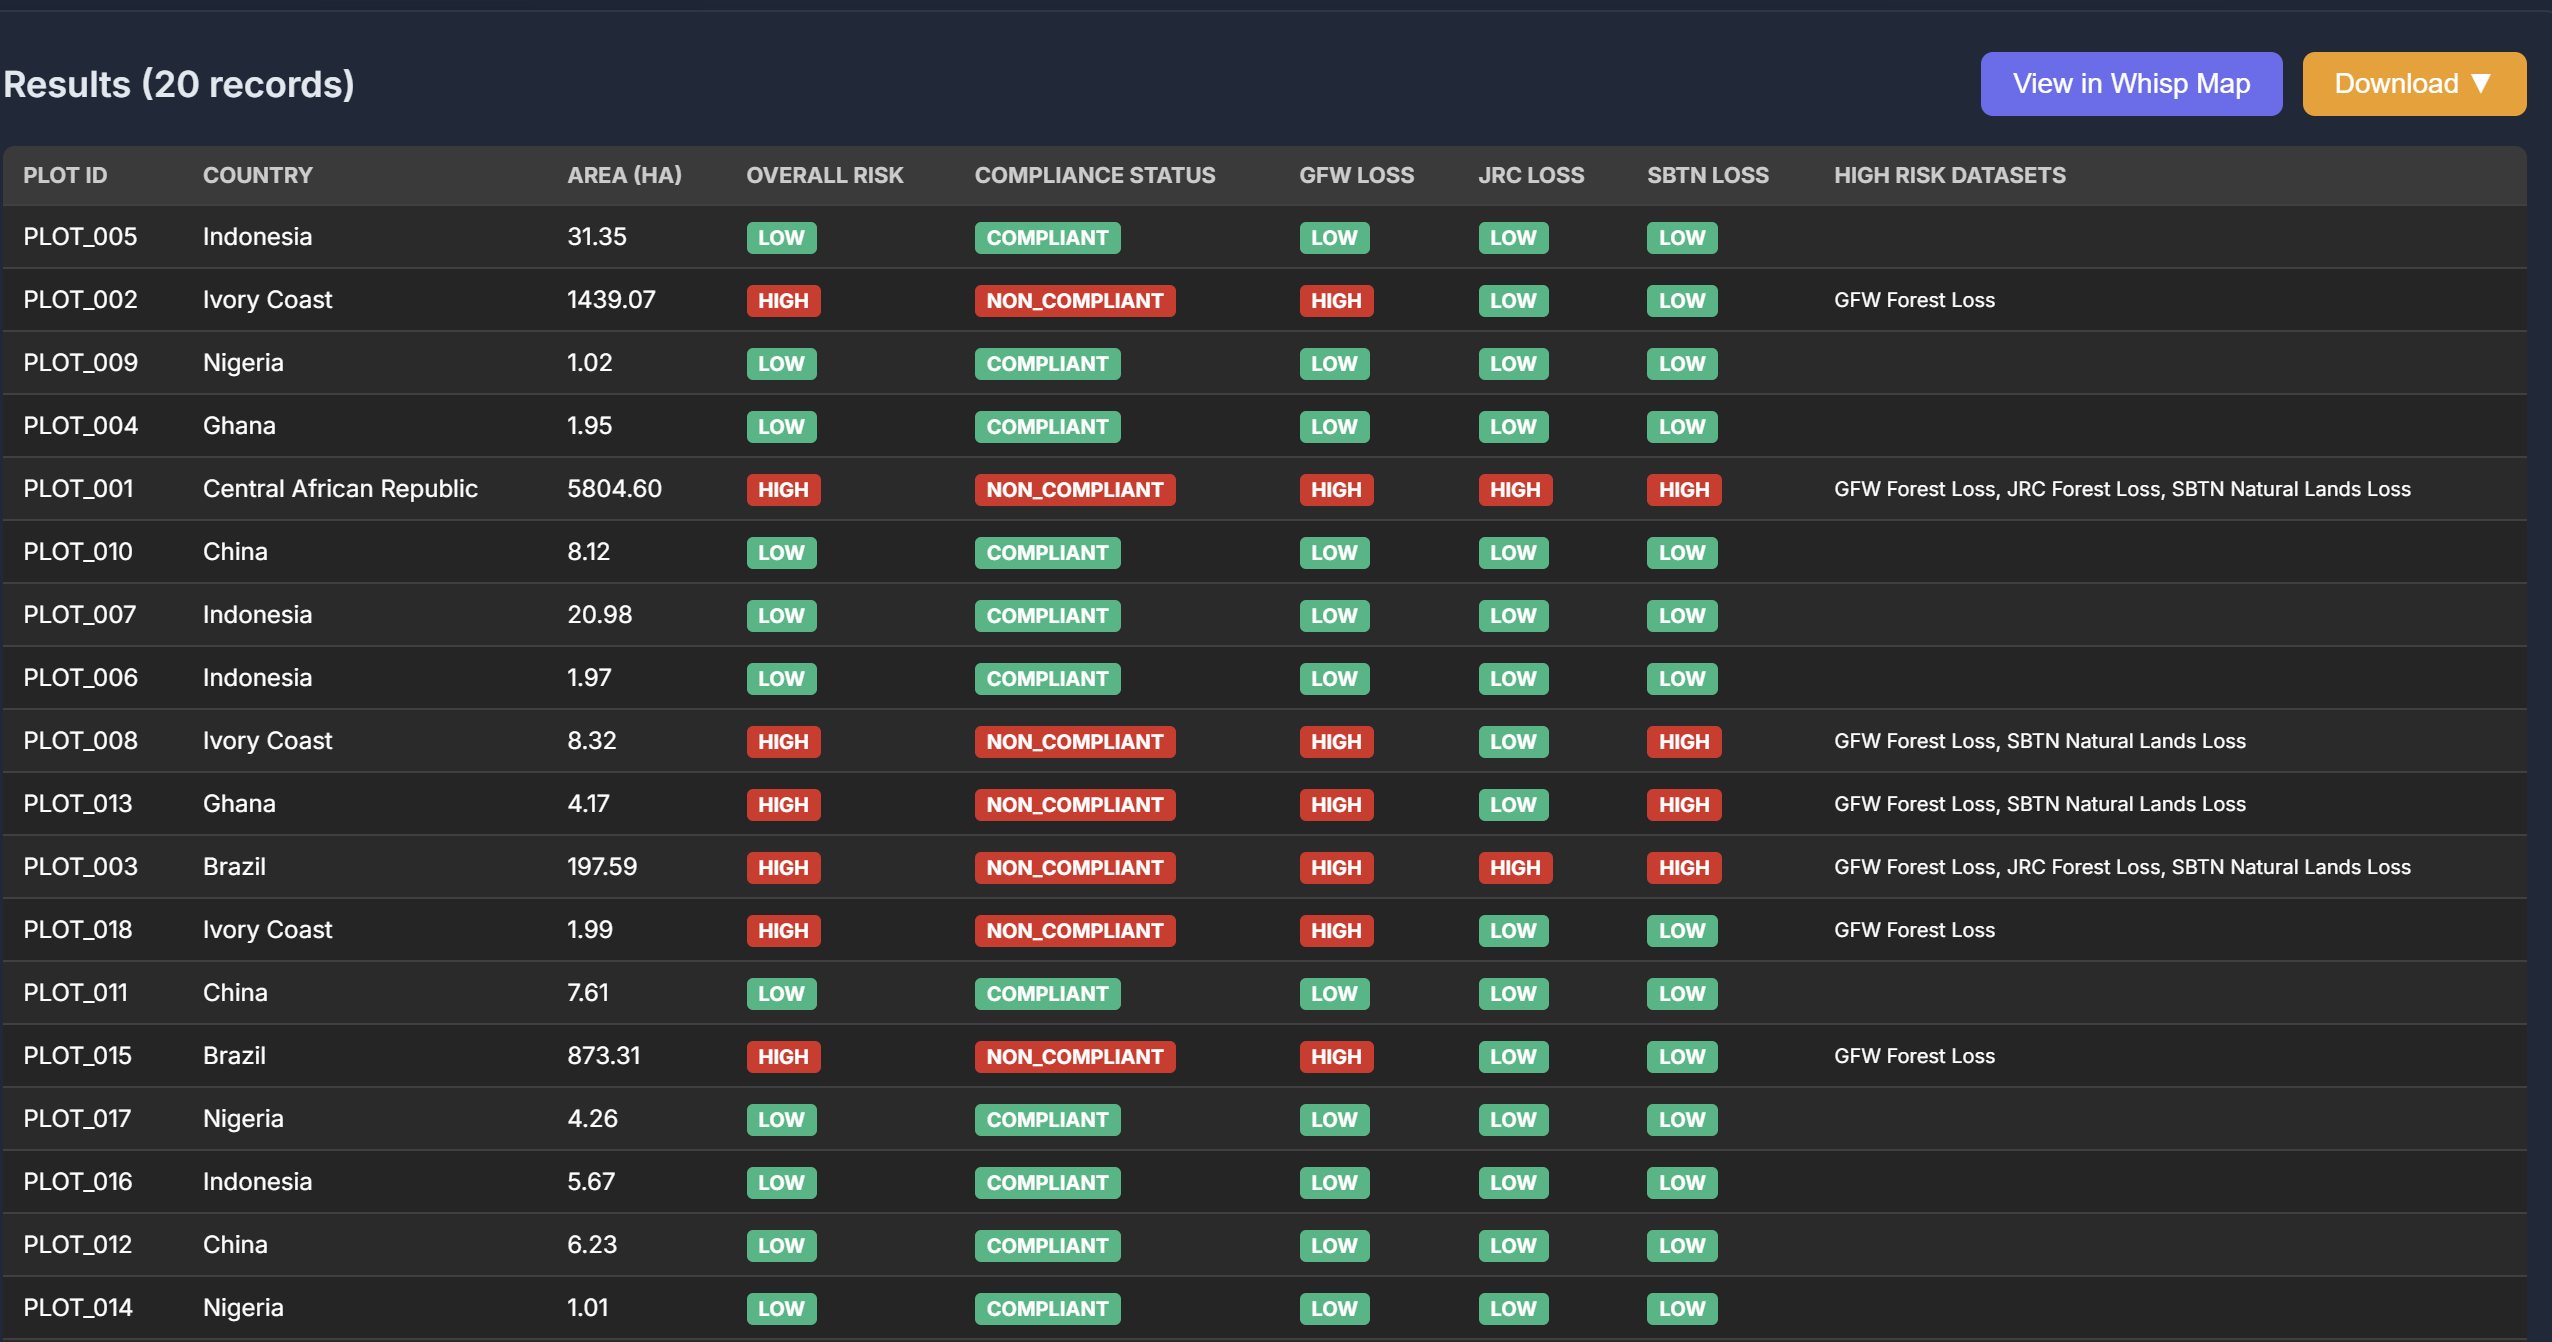 Results (20 records)
View in Whisp Map
Download ▼
PLOT ID COUNTRY AREA (HA) OVERALL RISK COMPLIANCE STATUS GFW LOSS JRC LOSS SBTN LOSS HIGH RISK DATASETS
PLOT_005 Indonesia 31.35 LOW COMPLIANT LOW LOW LOW
PLOT_002 Ivory Coast 1439.07 HIGH NON_COMPLIANT HIGH LOW LOW GFW Forest Loss
PLOT_009 Nigeria 1.02 LOW COMPLIANT LOW LOW LOW
PLOT_004 Ghana 1.95 LOW COMPLIANT LOW LOW LOW
PLOT_001 Central African Republic 5804.60 HIGH NON_COMPLIANT HIGH HIGH HIGH GFW Forest Loss, JRC Forest Loss, SBTN Natural Lands Loss
PLOT_010 China 8.12 LOW COMPLIANT LOW LOW LOW
PLOT_007 Indonesia 20.98 LOW COMPLIANT LOW LOW LOW
PLOT_006 Indonesia 1.97 LOW COMPLIANT LOW LOW LOW
PLOT_008 Ivory Coast 8.32 HIGH NON_COMPLIANT HIGH LOW HIGH GFW Forest Loss, SBTN Natural Lands Loss
PLOT_013 Ghana 4.17 HIGH NON_COMPLIANT HIGH LOW HIGH GFW Forest Loss, SBTN Natural Lands Loss
PLOT_003 Brazil 197.59 HIGH NON_COMPLIANT HIGH HIGH HIGH GFW Forest Loss, JRC Forest Loss, SBTN Natural Lands Loss
PLOT_018 Ivory Coast 1.99 HIGH NON_COMPLIANT HIGH LOW LOW GFW Forest Loss
PLOT_011 China 7.61 LOW COMPLIANT LOW LOW LOW
PLOT_015 Brazil 873.31 HIGH NON_COMPLIANT HIGH LOW LOW GFW Forest Loss
PLOT_017 Nigeria 4.26 LOW COMPLIANT LOW LOW LOW
PLOT_016 Indonesia 5.67 LOW COMPLIANT LOW LOW LOW
PLOT_012 China 6.23 LOW COMPLIANT LOW LOW LOW
PLOT_014 Nigeria 1.01 LOW COMPLIANT LOW LOW LOW